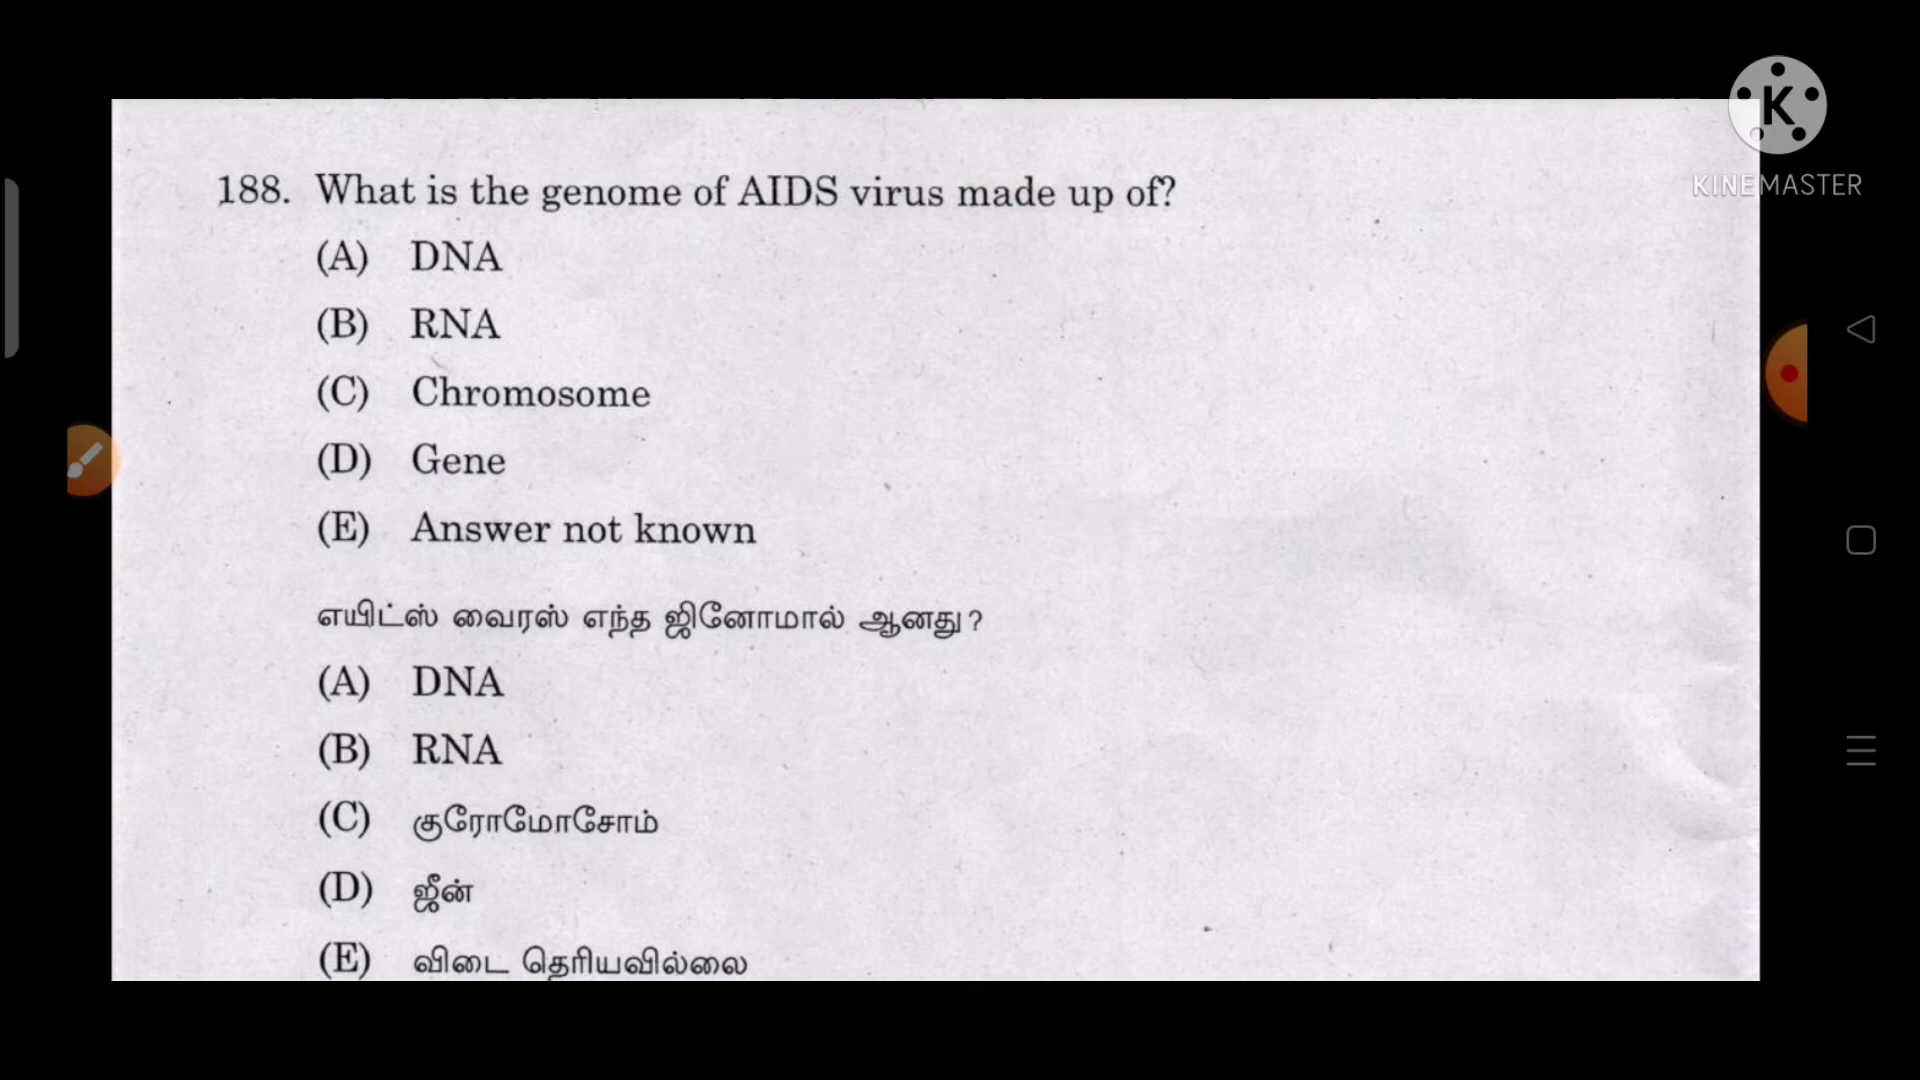 K
KINEMASTER
188. What is the genome of AIDS virus made up of?
(A) DNA
(B) RNA
(C) Chromosome
(D) Gene
(E) Answer not known
எயிட்ஸ் வைரஸ் எந்த ஜினோமால் ஆனது?
(A) DNA
(B) RNA
(C) குரோமோசோம்
(D) ஜீன்
(E) விடை தெரியவில்லை